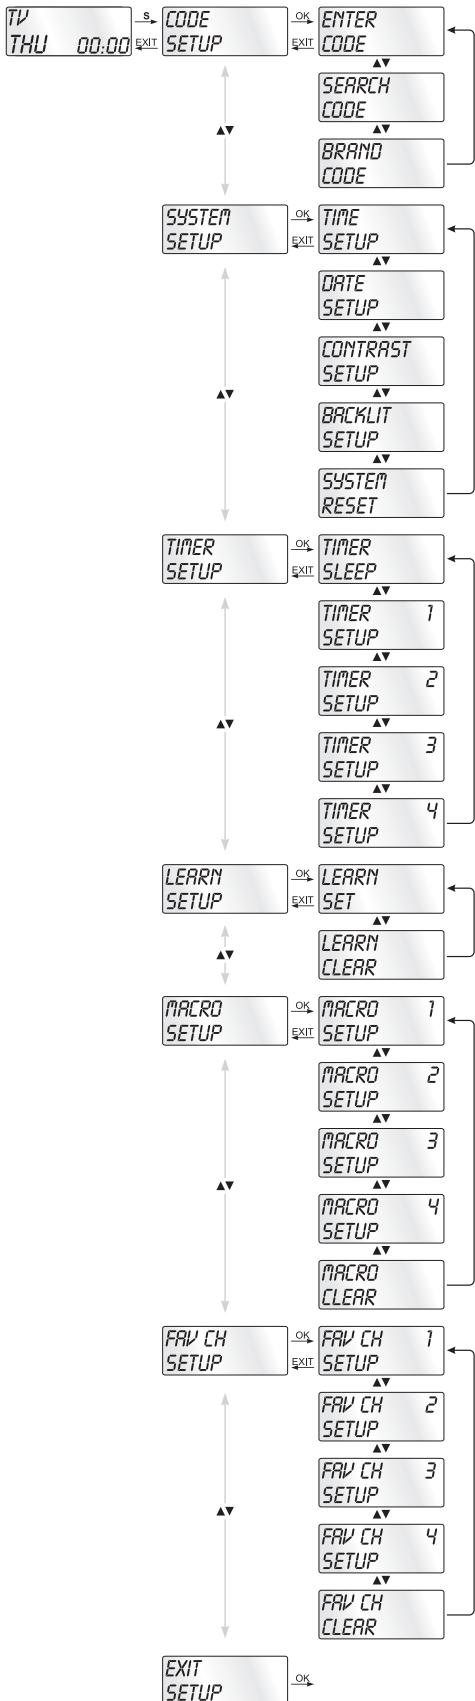 TV
THU 00:00
S
EXIT
CODE
SETUP
OK
EXIT
ENTER
CODE
▲▼
SEARCH
CODE
▲▼
BRAND
CODE
▲▼
SYSTEM
SETUP
OK
EXIT
TIME
SETUP
▲▼
DATE
SETUP
▲▼
CONTRAST
SETUP
▲▼
BACKLIT
SETUP
▲▼
SYSTEM
RESET
▲▼
TIMER
SETUP
OK
EXIT
TIMER
SLEEP
▲▼
TIMER 1
SETUP
▲▼
TIMER 2
SETUP
▲▼
TIMER 3
SETUP
▲▼
TIMER 4
SETUP
▲▼
LEARN
SETUP
OK
EXIT
LEARN
SET
▲▼
LEARN
CLEAR
▲▼
MACRO
SETUP
OK
EXIT
MACRO 1
SETUP
▲▼
MACRO 2
SETUP
▲▼
MACRO 3
SETUP
▲▼
MACRO 4
SETUP
▲▼
MACRO
CLEAR
▲▼
FAV CH
SETUP
OK
EXIT
FAV CH 1
SETUP
▲▼
FAV CH 2
SETUP
▲▼
FAV CH 3
SETUP
▲▼
FAV CH 4
SETUP
▲▼
FAV CH
CLEAR
▲▼
EXIT
SETUP
OK